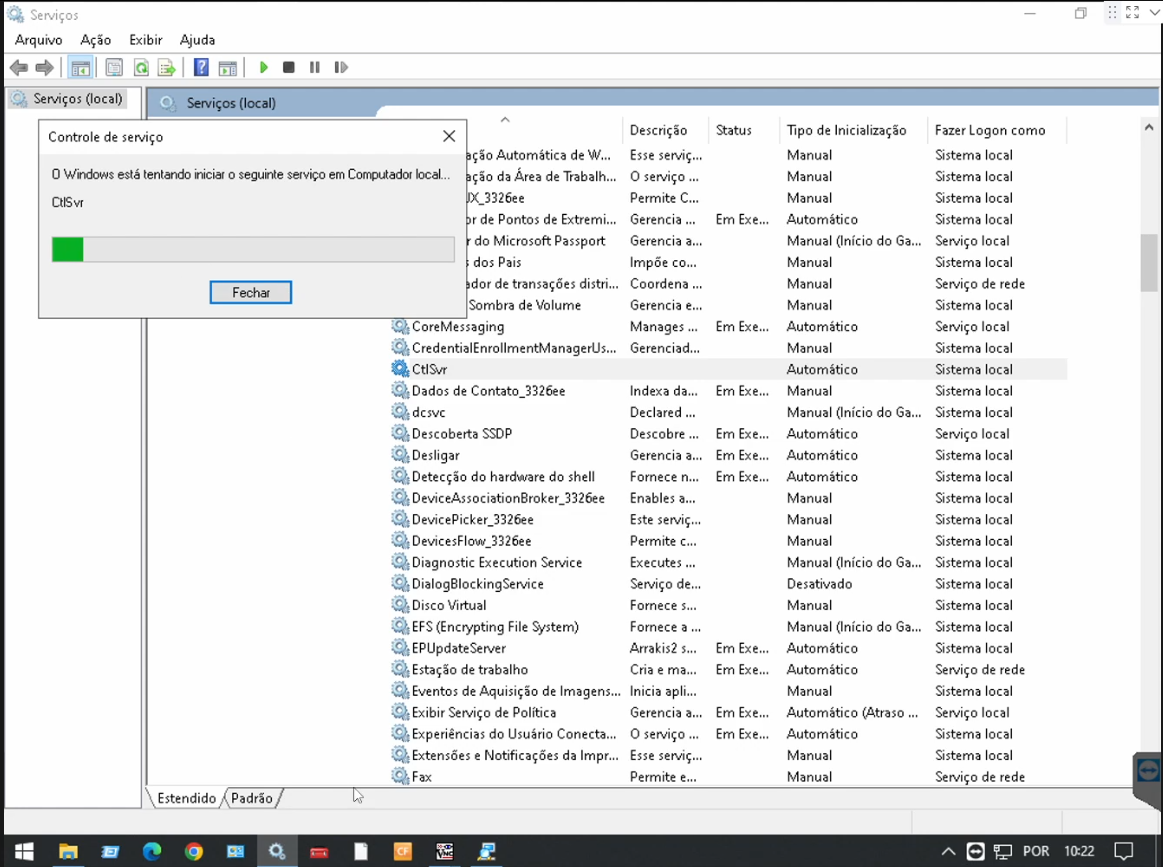 Serviços
Arquivo Ação Exibir Ajuda
Serviços (local)
Serviços (local)
Controle de serviço
O Windows está tentando iniciar o seguinte serviço em Computador local...
CtlSvr
Fechar
Descrição Status Tipo de Inicialização Fazer Logon como
ação Automática de W... Esse serviç... Manual Sistema local
ação da Área de Trabalh... O serviço ... Manual Sistema local
UX_3326ee Permite C... Manual Sistema local
or de Pontos de Extremi... Gerencia ... Em Exe... Automático Sistema local
r do Microsoft Passport Gerencia a... Manual (Início do Ga... Serviço local
s dos Pais Impõe co... Manual Sistema local
ador de transações distri... Coordena ... Manual Serviço de rede
Sombra de Volume Gerencia e... Manual Sistema local
CoreMessaging Manages ... Em Exe... Automático Serviço local
CredentialEnrollmentManagerUs... Gerenciad... Manual Sistema local
CtlSvr Automático Sistema local
Dados de Contato_3326ee Indexa da... Em Exe... Manual Sistema local
dcsvc Declared ... Manual (Início do Ga... Sistema local
Descoberta SSDP Descobre ... Em Exe... Automático Serviço local
Desligar Gerencia a... Em Exe... Automático Sistema local
Detecção do hardware do shell Fornece n... Em Exe... Automático Sistema local
DeviceAssociationBroker_3326ee Enables a... Manual Sistema local
DevicePicker_3326ee Este serviç... Manual Sistema local
DevicesFlow_3326ee Permite c... Manual Sistema local
Diagnostic Execution Service Executes ... Manual (Início do Ga... Sistema local
DialogBlockingService Serviço de... Desativado Sistema local
Disco Virtual Fornece s... Manual Sistema local
EFS (Encrypting File System) Fornece a ... Manual (Início do Ga... Sistema local
EPUpdateServer Arrakis2 s... Em Exe... Automático Sistema local
Estação de trabalho Cria e ma... Em Exe... Automático Serviço de rede
Eventos de Aquisição de Imagens... Inicia apli... Manual Sistema local
Exibir Serviço de Política Gerencia a... Em Exe... Automático (Atraso ... Serviço local
Experiências do Usuário Conecta... O serviço ... Em Exe... Automático Sistema local
Extensões e Notificações da Impr... Esse serviç... Manual Sistema local
Fax Permite e... Manual Serviço de rede
Estendido Padrão
CF
VNC
POR 10:22